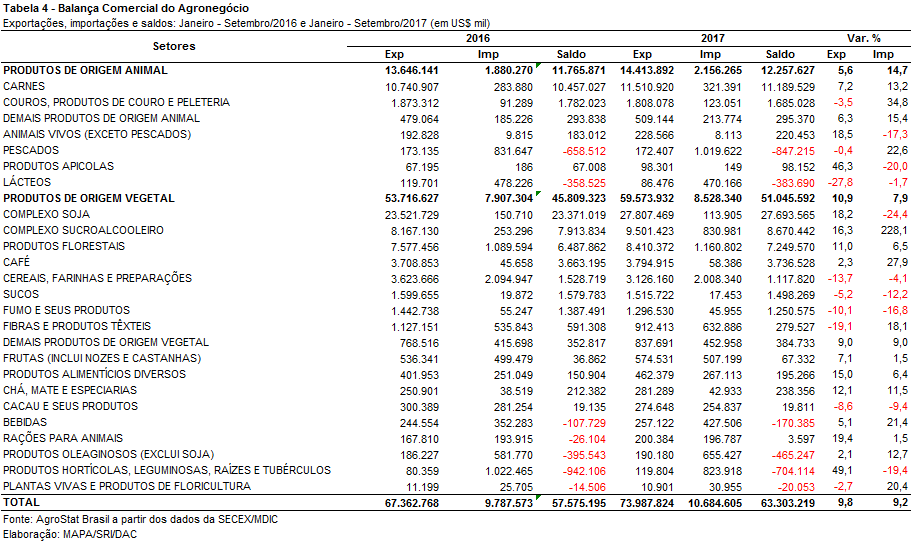 Tabela 4 - Balança Comercial do Agronegócio
Exportações, importações e saldos: Janeiro - Setembro/2016 e Janeiro - Setembro/2017 (em US$ mil)
Setores 2016 2017 Var. %
Exp Imp Saldo Exp Imp Saldo Exp Imp
PRODUTOS DE ORIGEM ANIMAL 13.646.141 1.880.270 11.765.871 14.413.892 2.156.265 12.257.627 5,6 14,7
CARNES 10.740.907 283.880 10.457.027 11.510.920 321.391 11.189.529 7,2 13,2
COUROS, PRODUTOS DE COURO E PELETERIA 1.873.312 91.289 1.782.023 1.808.078 123.051 1.685.028 -3,5 34,8
DEMAIS PRODUTOS DE ORIGEM ANIMAL 479.064 185.226 293.838 509.144 213.774 295.370 6,3 15,4
ANIMAIS VIVOS (EXCETO PESCADOS) 192.828 9.815 183.012 228.566 8.113 220.453 18,5 -17,3
PESCADOS 173.135 831.647 -658.512 172.407 1.019.622 -847.215 -0,4 22,6
PRODUTOS APICOLAS 67.195 186 67.008 98.301 149 98.152 46,3 -20,0
LÁCTEOS 119.701 478.226 -358.525 86.476 470.166 -383.690 -27,8 -1,7
PRODUTOS DE ORIGEM VEGETAL 53.716.627 7.907.304 45.809.323 59.573.932 8.528.340 51.045.592 10,9 7,9
COMPLEXO SOJA 23.521.729 150.710 23.371.019 27.807.469 113.905 27.693.565 18,2 -24,4
COMPLEXO SUCROALCOOLEIRO 8.167.130 253.296 7.913.834 9.501.423 830.981 8.670.442 16,3 228,1
PRODUTOS FLORESTAIS 7.577.456 1.089.594 6.487.862 8.410.372 1.160.802 7.249.570 11,0 6,5
CAFÉ 3.708.853 45.658 3.663.195 3.794.915 58.386 3.736.528 2,3 27,9
CEREAIS, FARINHAS E PREPARAÇÕES 3.623.666 2.094.947 1.528.719 3.126.160 2.008.340 1.117.820 -13,7 -4,1
SUCOS 1.599.655 19.872 1.579.783 1.515.722 17.453 1.498.269 -5,2 -12,2
FUMO E SEUS PRODUTOS 1.442.738 55.247 1.387.491 1.296.530 45.955 1.250.575 -10,1 -16,8
FIBRAS E PRODUTOS TÊXTEIS 1.127.151 535.843 591.308 912.413 632.886 279.527 -19,1 18,1
DEMAIS PRODUTOS DE ORIGEM VEGETAL 768.516 415.698 352.817 837.691 452.958 384.733 9,0 9,0
FRUTAS (INCLUI NOZES E CASTANHAS) 536.341 499.479 36.862 574.531 507.199 67.332 7,1 1,5
PRODUTOS ALIMENTÍCIOS DIVERSOS 401.953 251.049 150.904 462.379 267.113 195.266 15,0 6,4
CHÁ, MATE E ESPECIARIAS 250.901 38.519 212.382 281.289 42.933 238.356 12,1 11,5
CACAU E SEUS PRODUTOS 300.389 281.254 19.135 274.648 254.837 19.811 -8,6 -9,4
BEBIDAS 244.554 352.283 -107.729 257.122 427.506 -170.385 5,1 21,4
RAÇÕES PARA ANIMAIS 167.810 193.915 -26.104 200.384 196.787 3.597 19,4 1,5
PRODUTOS OLEAGINOSOS (EXCLUI SOJA) 186.227 581.770 -395.543 190.180 655.427 -465.247 2,1 12,7
PRODUTOS HORTÍCOLAS, LEGUMINOSAS, RAÍZES E TUBÉRCULOS 80.359 1.022.465 -942.106 119.804 823.918 -704.114 49,1 -19,4
PLANTAS VIVAS E PRODUTOS DE FLORICULTURA 11.199 25.705 -14.506 10.901 30.955 -20.053 -2,7 20,4
TOTAL 67.362.768 9.787.573 57.575.195 73.987.824 10.684.605 63.303.219 9,8 9,2
Fonte: AgroStat Brasil a partir dos dados da SECEX/MDIC
Elaboração: MAPA/SRI/DAC